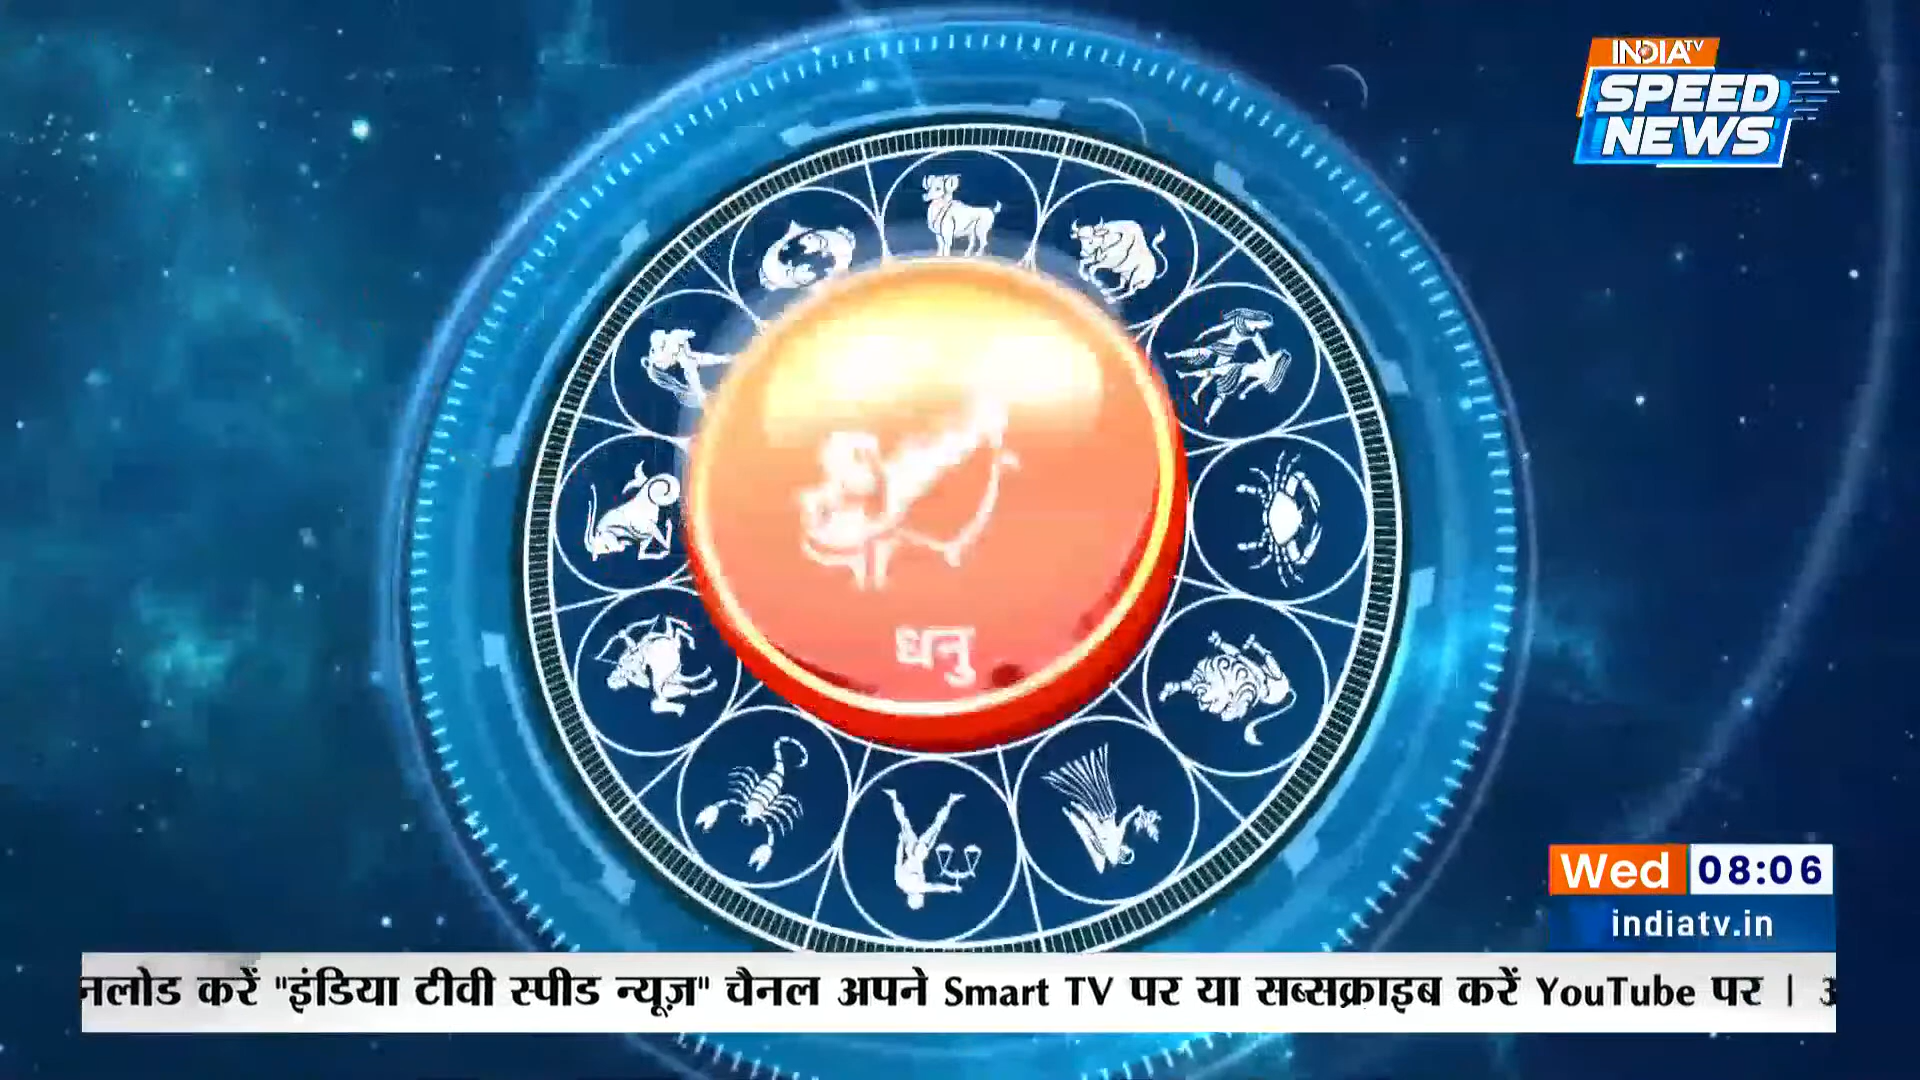 INDIA TV
SPEED
NEWS
धनु
Wed 08:06
indiatv.in
करें "इंडिया टीवी स्पीड न्यूज़" चैनल अपने Smart TV पर या सब्सक्राइब करें YouTube पर |